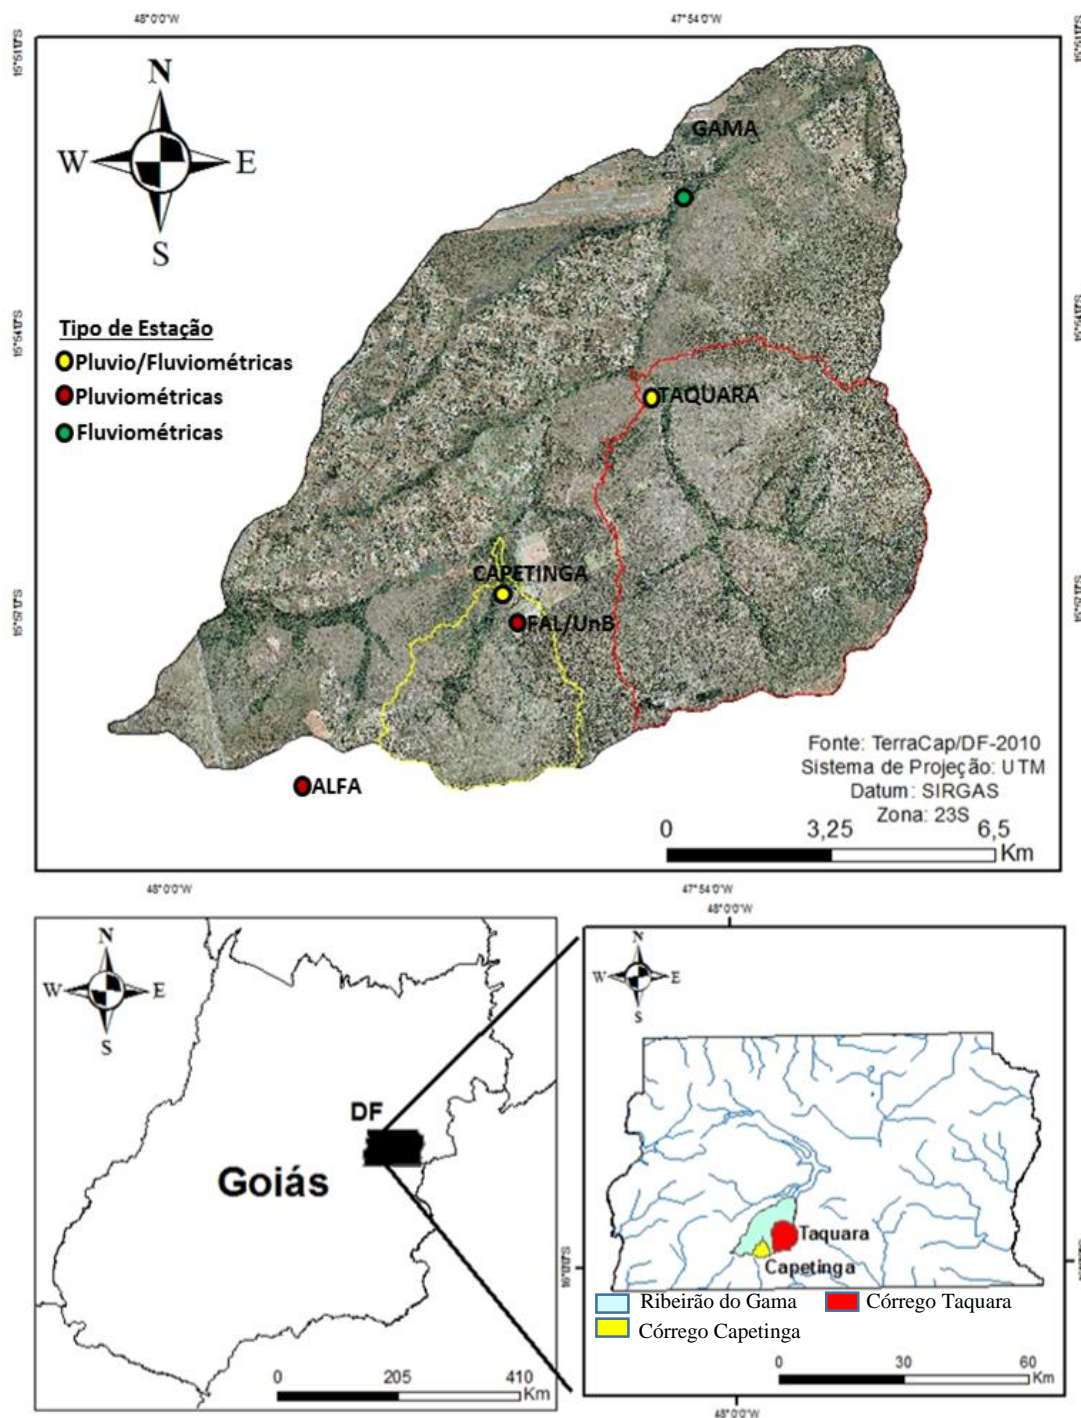 48°0'0"W
47°54'0"W
N
W
E
S
GAMA
Tipo de Estação
Pluvio/Fluviométricas
Pluviométricas
Fluviométricas
TAQUARA
CAPETINGA
FAL/UnB
ALFA
Fonte: TerraCap/DF-2010
Sistema de Projeção: UTM
Datum: SIRGAS
Zona: 23S
0 3,25 6,5
Km
48°0'0"W
47°54'0"W
48°0'0"W
N
W
E
S
DF
Goiás
0 205 410
Km
N
W
E
S
Taquara
Capetinga
Ribeirão do Gama
Córrego Taquara
Córrego Capetinga
0 30 60
Km
48°0'0"W